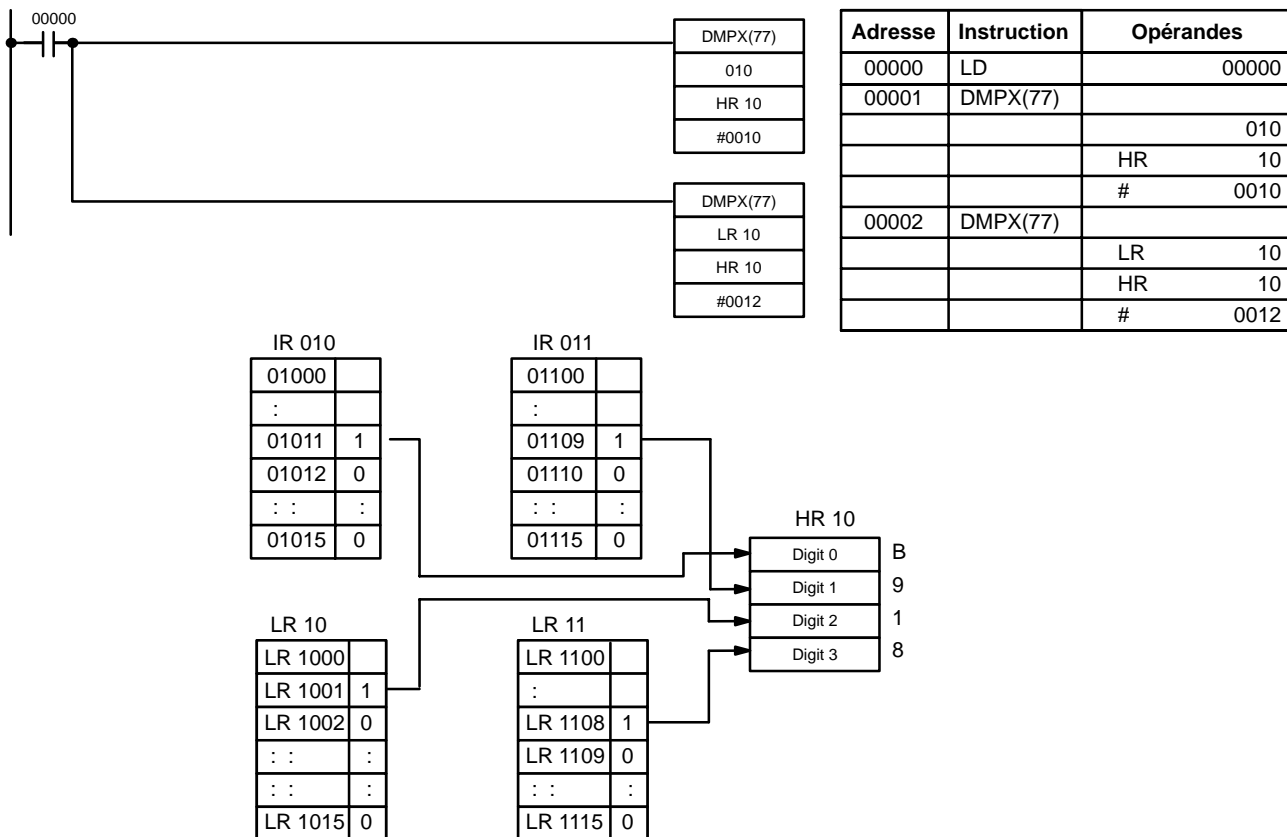 00000
DMPX(77)
010
HR 10
#0010
DMPX(77)
LR 10
HR 10
#0012
Adresse Instruction Opérandes
00000 LD 00000
00001 DMPX(77)
010
HR 10
# 0010
00002 DMPX(77)
LR 10
HR 10
# 0012
IR 010
01000
:
01011 1
01012 0
: : :
01015 0
IR 011
01100
:
01109 1
01110 0
: : :
01115 0
HR 10
Digit 0 B
Digit 1 9
Digit 2 1
Digit 3 8
LR 10
LR 1000
LR 1001 1
LR 1002 0
: : :
: : :
LR 1015 0
LR 11
LR 1100
:
LR 1108 1
LR 1109 0
: : :
LR 1115 0